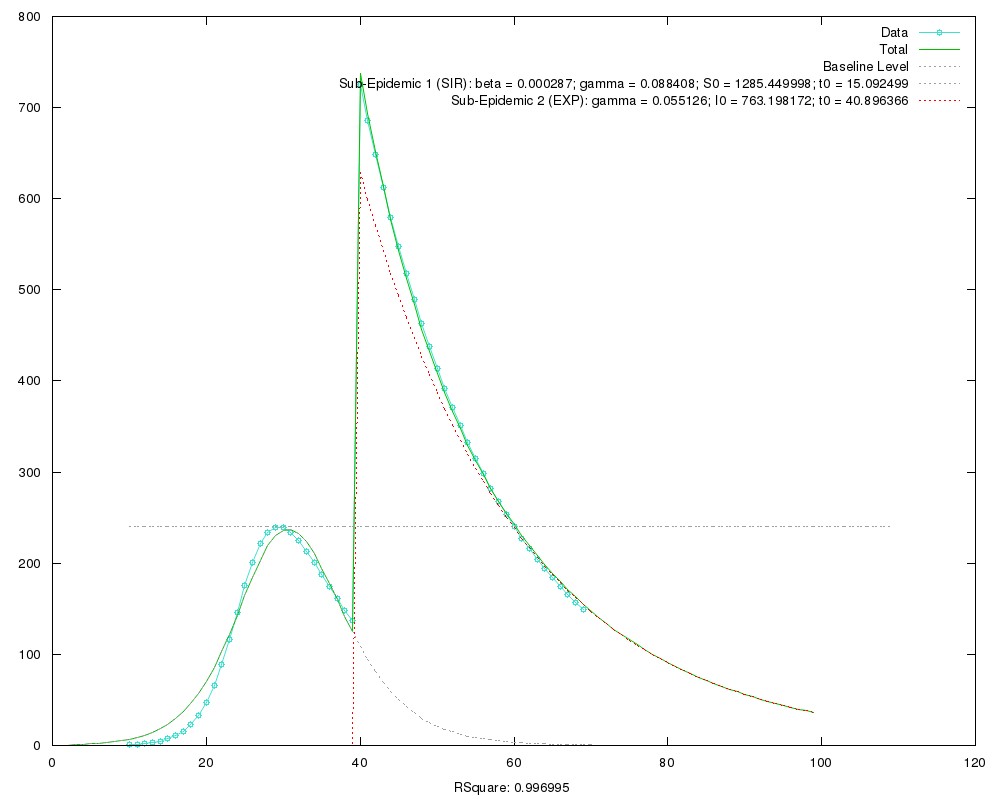 800
700
600
500
400
300
200
100
0
0 20 40 60 80 100 120
Data
Total
Baseline Level
Sub-Epidemic 1 (SIR): beta = 0.000287; gamma = 0.088408; S0 = 1285.449998; t0 = 15.092499
Sub-Epidemic 2 (EXP): gamma = 0.055126; I0 = 763.198172; t0 = 40.896366
RSquare: 0.996995